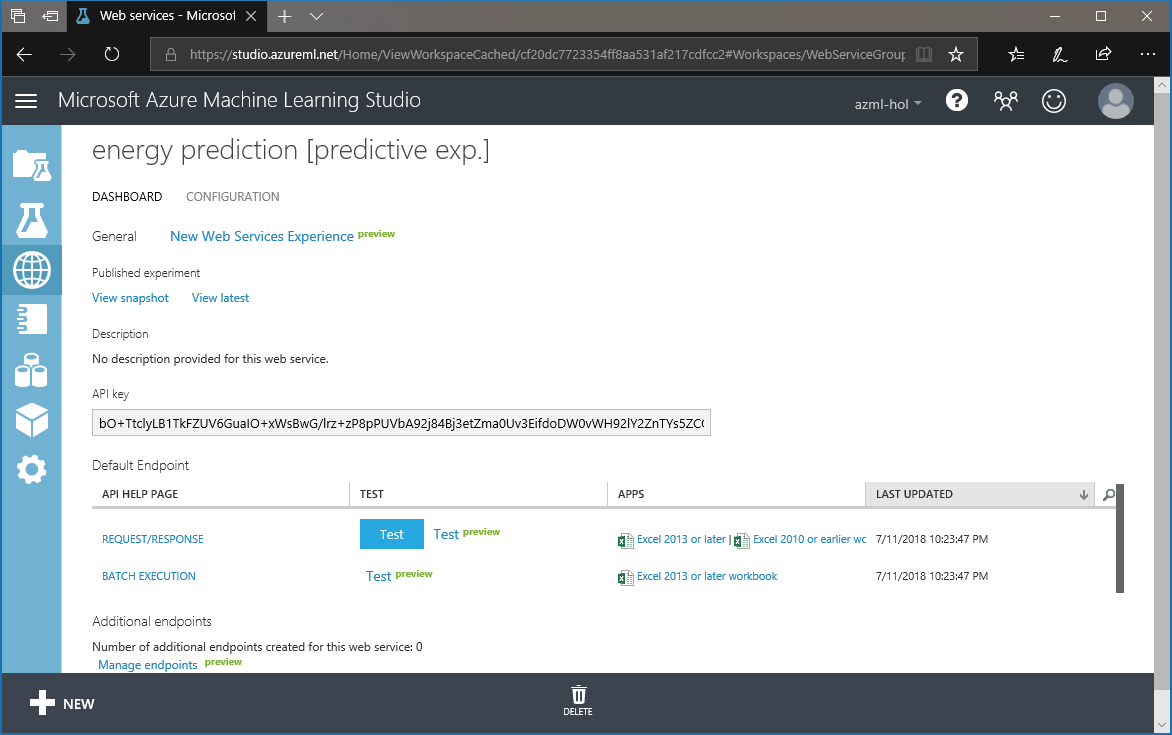 Web services - Microsof
https://studio.azureml.net/Home/ViewWorkspaceCached/cf20dc7723354ff8aa531af217cdfcc2#Workspaces/WebServiceGroup
Microsoft Azure Machine Learning Studio
azml-hol
energy prediction [predictive exp.]
DASHBOARD CONFIGURATION
General New Web Services Experience preview
Published experiment
View snapshot View latest
Description
No description provided for this web service.
API key
bO+TtclyLB1TkFZUV6GuaIO+xWsBwG/lrz+zP8pPUVbA92j84Bj3etZma0Uv3EifdoDW0vWH92lY2ZnTYs5ZC
Default Endpoint
API HELP PAGE TEST APPS LAST UPDATED
REQUEST/RESPONSE Test Test preview Excel 2013 or later | Excel 2010 or earlier wo 7/11/2018 10:23:47 PM
BATCH EXECUTION Test preview Excel 2013 or later workbook 7/11/2018 10:23:47 PM
Additional endpoints
Number of additional endpoints created for this web service: 0
Manage endpoints preview
NEW
DELETE